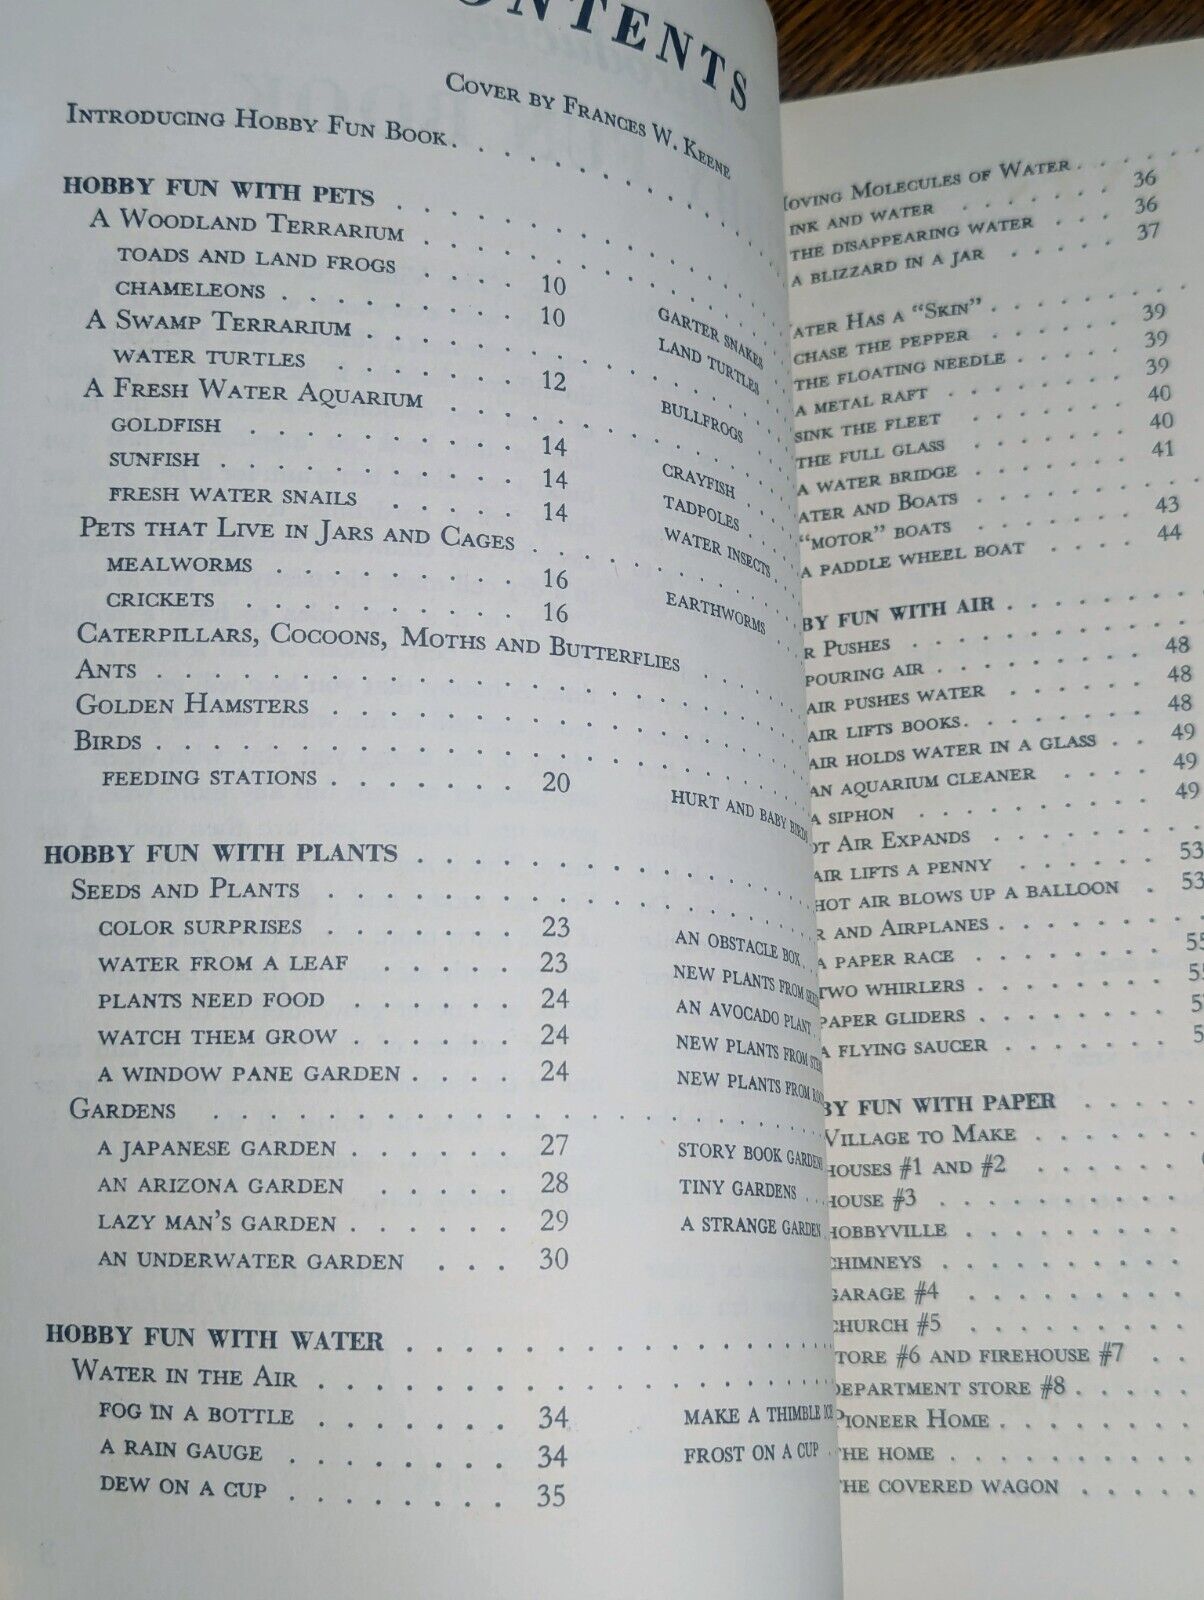 CONTENTS
COVER BY FRANCES W. KEENE
INTRODUCING HOBBY FUN BOOK
HOBBY FUN WITH PETS
A WOODLAND TERRARIUM
TOADS AND LAND FROGS 10 GARTER SNAKES
CHAMELEONS 10 LAND TURTLES
A SWAMP TERRARIUM
WATER TURTLES 12 BULLFROGS
A FRESH WATER AQUARIUM
GOLDFISH 14 CRAYFISH
SUNFISH 14 TADPOLES
FRESH WATER SNAILS 14 WATER INSECTS
PETS THAT LIVE IN JARS AND CAGES
MEALWORMS 16 EARTHWORMS
CRICKETS 16
CATERPILLARS, COCOONS, MOTHS AND BUTTERFLIES
ANTS
GOLDEN HAMSTERS
BIRDS
FEEDING STATIONS 20 HURT AND BABY BIRDS
HOBBY FUN WITH PLANTS
SEEDS AND PLANTS
COLOR SURPRISES 23 AN OBSTACLE BOX
WATER FROM A LEAF 23 NEW PLANTS FROM
PLANTS NEED FOOD 24 AN AVOCADO PLANT
WATCH THEM GROW 24 NEW PLANTS FROM
A WINDOW PANE GARDEN 24 NEW PLANTS FROM
GARDENS
A JAPANESE GARDEN 27 STORY BOOK GARDENS
AN ARIZONA GARDEN 28 TINY GARDENS
LAZY MAN'S GARDEN 29 A STRANGE GARDEN
AN UNDERWATER GARDEN 30
HOBBY FUN WITH WATER
WATER IN THE AIR
FOG IN A BOTTLE 34 MAKE A THIMBLE
A RAIN GAUGE 34 FROST ON A CUP
DEW ON A CUP 35
MOVING MOLECULES OF WATER
INK AND WATER 36
THE DISAPPEARING WATER 36
A BLIZZARD IN A JAR 37
WATER HAS A "SKIN"
CHASE THE PEPPER 39
THE FLOATING NEEDLE 39
A METAL RAFT 39
SINK THE FLEET 40
THE FULL GLASS 40
A WATER BRIDGE 41
ATER AND BOATS
"MOTOR" BOATS 43
A PADDLE WHEEL BOAT 44
BY FUN WITH AIR
R PUSHES
POURING AIR 48
AIR PUSHES WATER 48
AIR LIFTS BOOKS 48
AIR HOLDS WATER IN A GLASS 49
AN AQUARIUM CLEANER 49
A SIPHON 49
OT AIR EXPANDS
AIR LIFTS A PENNY 53
HOT AIR BLOWS UP A BALLOON 53
R AND AIRPLANES
A PAPER RACE 55
TWO WHIRLERS
PAPER GLIDERS
A FLYING SAUCER
BY FUN WITH PAPER
VILLAGE TO MAKE
HOUSES #1 AND #2
HOUSE #3
HOBBYVILLE
CHIMNEYS
GARAGE #4
CHURCH #5
STORE #6 AND FIREHOUSE #7
DEPARTMENT STORE #8
PIONEER HOME
THE HOME
THE COVERED WAGON